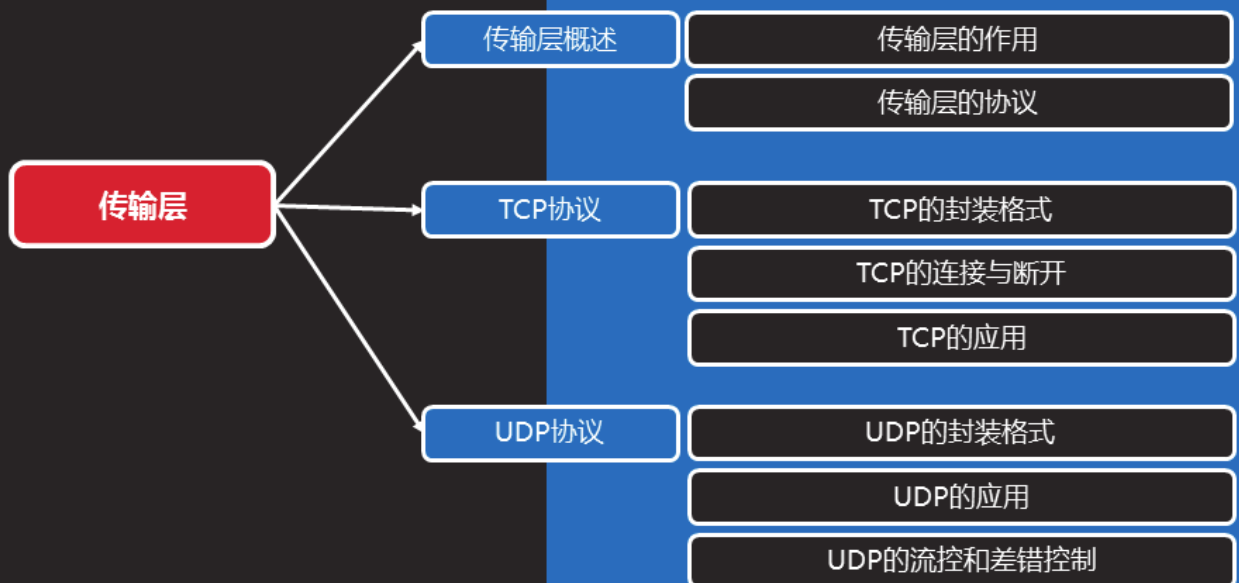 传输层
传输层概述
传输层的作用
传输层的协议
TCP协议
TCP的封装格式
TCP的连接与断开
TCP的应用
UDP协议
UDP的封装格式
UDP的应用
UDP的流控和差错控制